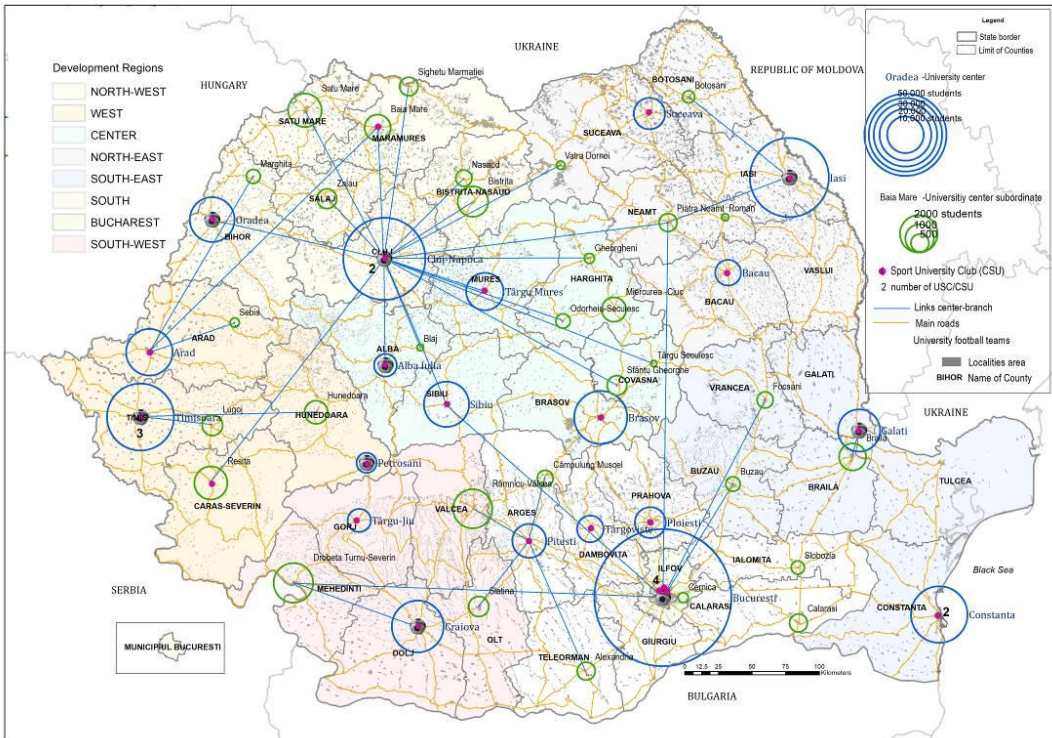 Legend
State border
Limit of Counties
Oradea -University center
50.000 students
30.000
20.000
10.000 students
Baia Mare -University center subordinate
2000 students
1000
500
Sport University Club (CSU)
2 number of USC/CSU
Links center-branch
Main roads
University football teams
Localities area
BIHOR Name of County
Development Regions
NORTH-WEST
WEST
CENTER
NORTH-EAST
SOUTH-EAST
SOUTH
BUCHAREST
SOUTH-WEST
UKRAINE
HUNGARY
REPUBLIC OF MOLDOVA
Sighetu Marmatiei
Satu Mare
SATU MARE
Baia Mare
MARAMURES
BOTOSANI
Botosani
Suceava
SUCEAVA
Marghita
Zalau
SALAJ
Nasaud
Bistrita
BISTRITA-NASAUD
Vatra Dornei
IASI
Iasi
Oradea
BIHOR
CLUJ
2
Cluj-Napoca
NEAMT
Piatra Neamt
Roman
Gheorgheni
HARGHITA
MURES
Târgu Mures
Miercurea -Ciuc
Odorheiu-Secuiesc
Bacau
BACAU
VASLUI
Sebis
ARAD
Arad
Blaj
ALBA
Alba Iulia
Târgu Secuiesc
Sfântu Gheorghe
COVASNA
VRANCEA
Focsani
GALATI
Galati
Braila
UKRAINE
TIMIS
Timisoara
3
Lugoj
Hunedoara
HUNEDOARA
SIBIU
Sibiu
BRASOV
Brasov
Resita
CARAS-SEVERIN
Petrosani
Câmpulung Muscel
Râmnicu-Vâlcea
VALCEA
ARGES
BUZAU
Buzau
BRAILA
TULCEA
PRAHOVA
GORJ
Târgu-Jiu
Pitesti
Târgoviste
DAMBOVITA
Ploiesti
ILFOV
IALOMITA
Slobozia
Black Sea
Drobeta Turnu-Severin
MEHEDINTI
SERBIA
Slatina
4
Cernica
Bucuresti
CALARASI
Calarasi
CONSTANTA
2
Constanta
Craiova
DOLJ
OLT
GIURGIU
TELEORMAN
Alexandria
MUNICIPIUL BUCURESTI
BULGARIA
0 12.5 25 50 75 100
Kilometers